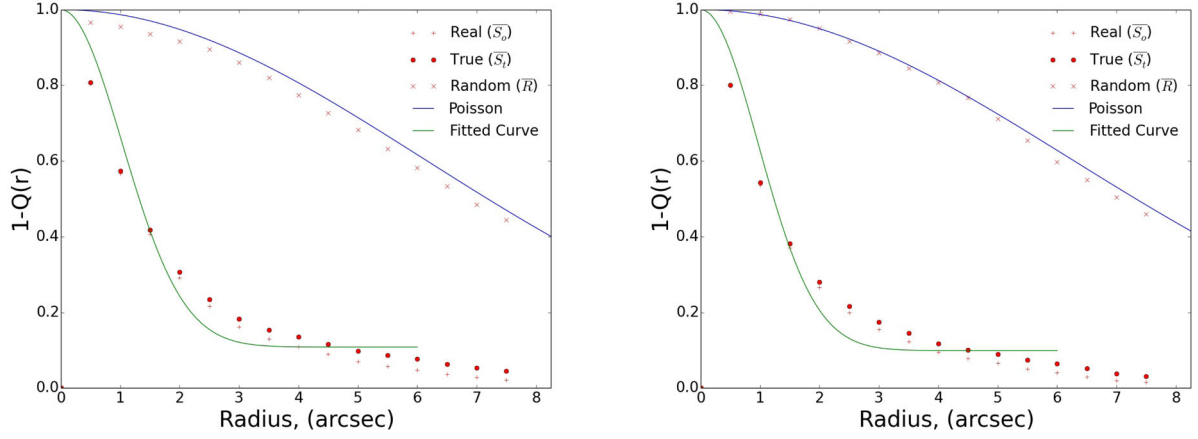 1.0
0.8
0.6
0.4
0.2
0.0
1-Q(r)
Real (S̅ₒ)
True (S̅ₜ)
Random (R̅)
Poisson
Fitted Curve
0 1 2 3 4 5 6 7 8
Radius, (arcsec)
1.0
0.8
0.6
0.4
0.2
0.0
1-Q(r)
Real (S̅ₒ)
True (S̅ₜ)
Random (R̅)
Poisson
Fitted Curve
0 1 2 3 4 5 6 7 8
Radius, (arcsec)